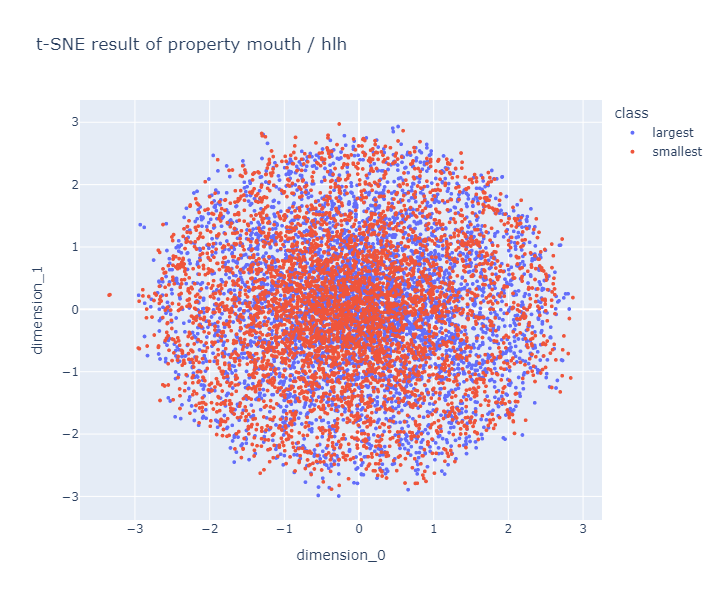 t-SNE result of property mouth / hlh
class
largest
smallest
3
2
1
0
−1
−2
−3
dimension_1
−3
−2
−1
0
1
2
3
dimension_0